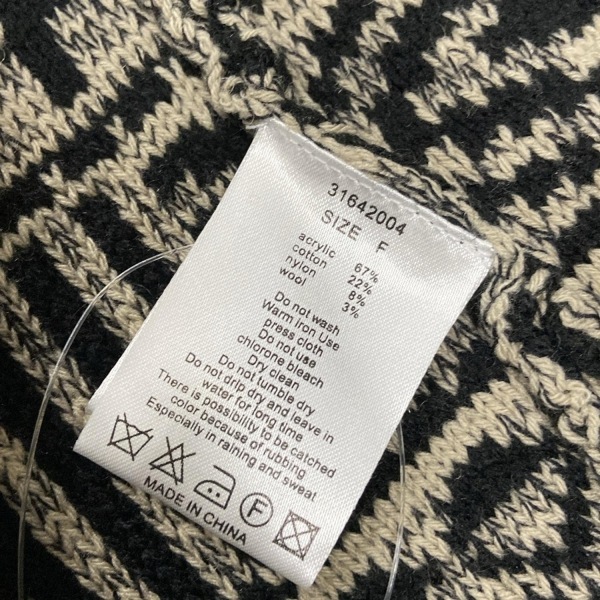 31642004
SIZE F
acrylic 67%
cotton 22%
nylon 8%
wool 3%
Do not wash
Warm Iron Use
press cloth
Do not use
chlorone bleach
Dry clean
Do not tumble dry
Do not drip dry and leave in
water for long time
There is possibility to be catched
color because of rubbing
Especially in raining and sweat
F
MADE IN CHINA